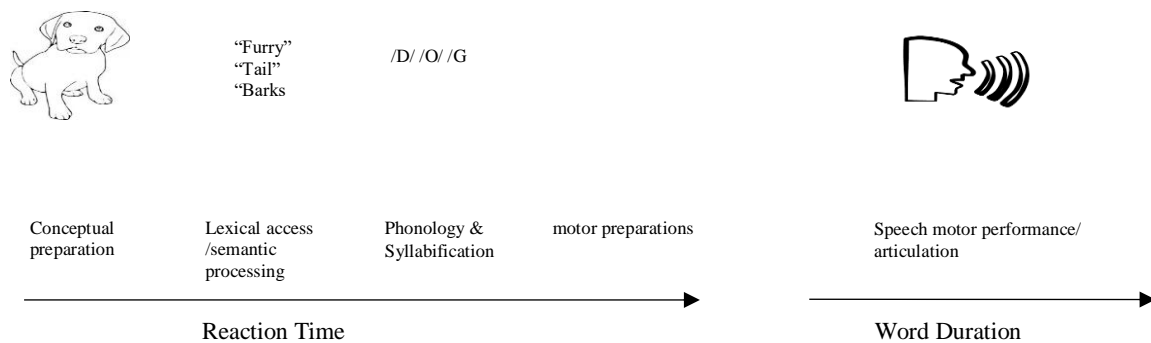 “Furry”
“Tail”
“Barks
/D/ /O/ /G
Conceptual
preparation
Lexical access
/semantic
processing
Phonology &
Syllabification
motor preparations
Speech motor performance/
articulation
Reaction Time
Word Duration